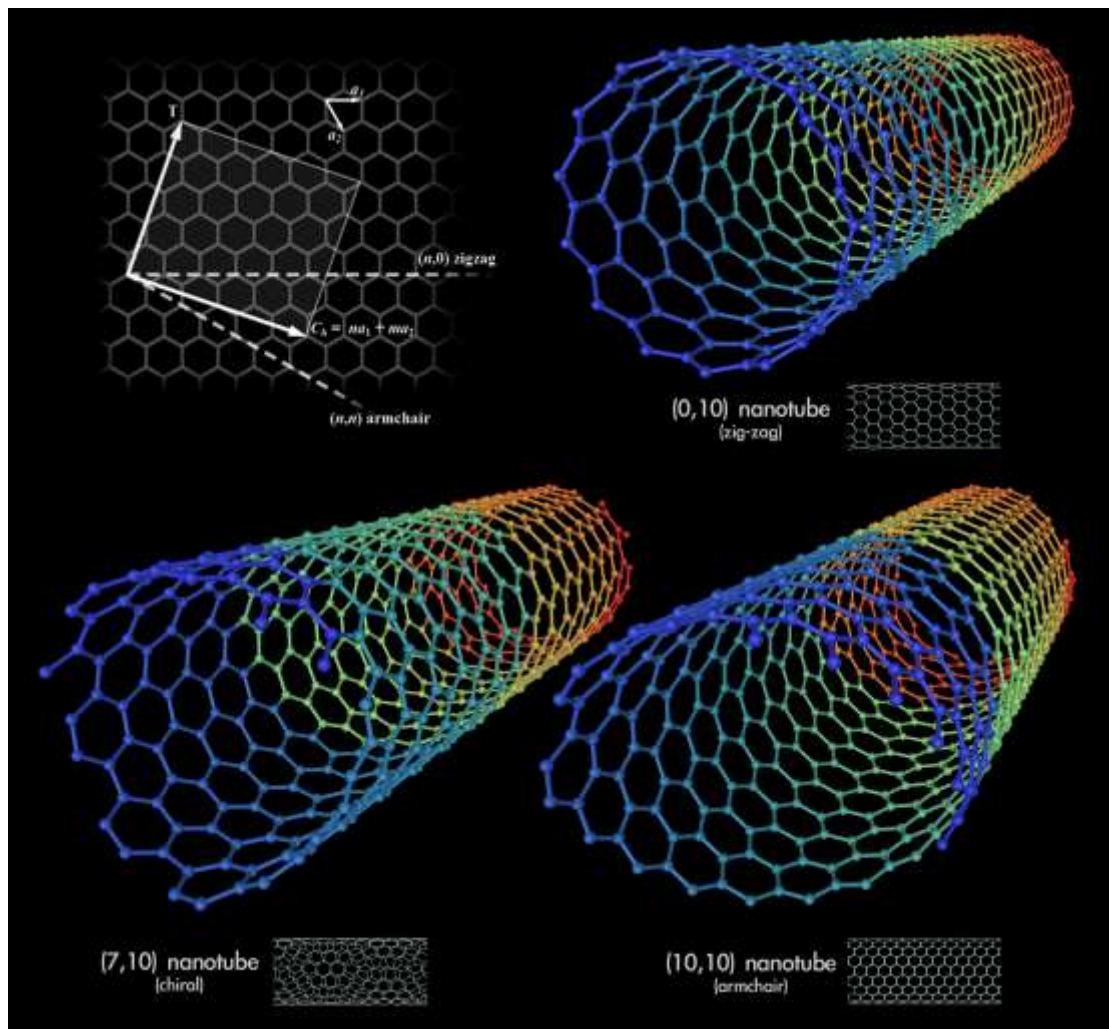 T
a₁
a₂
(n,0) zigzag
Cₕ = na₁ + ma₂
(n,n) armchair
(0,10) nanotube
(zig-zag)
(7,10) nanotube
(chiral)
(10,10) nanotube
(armchair)